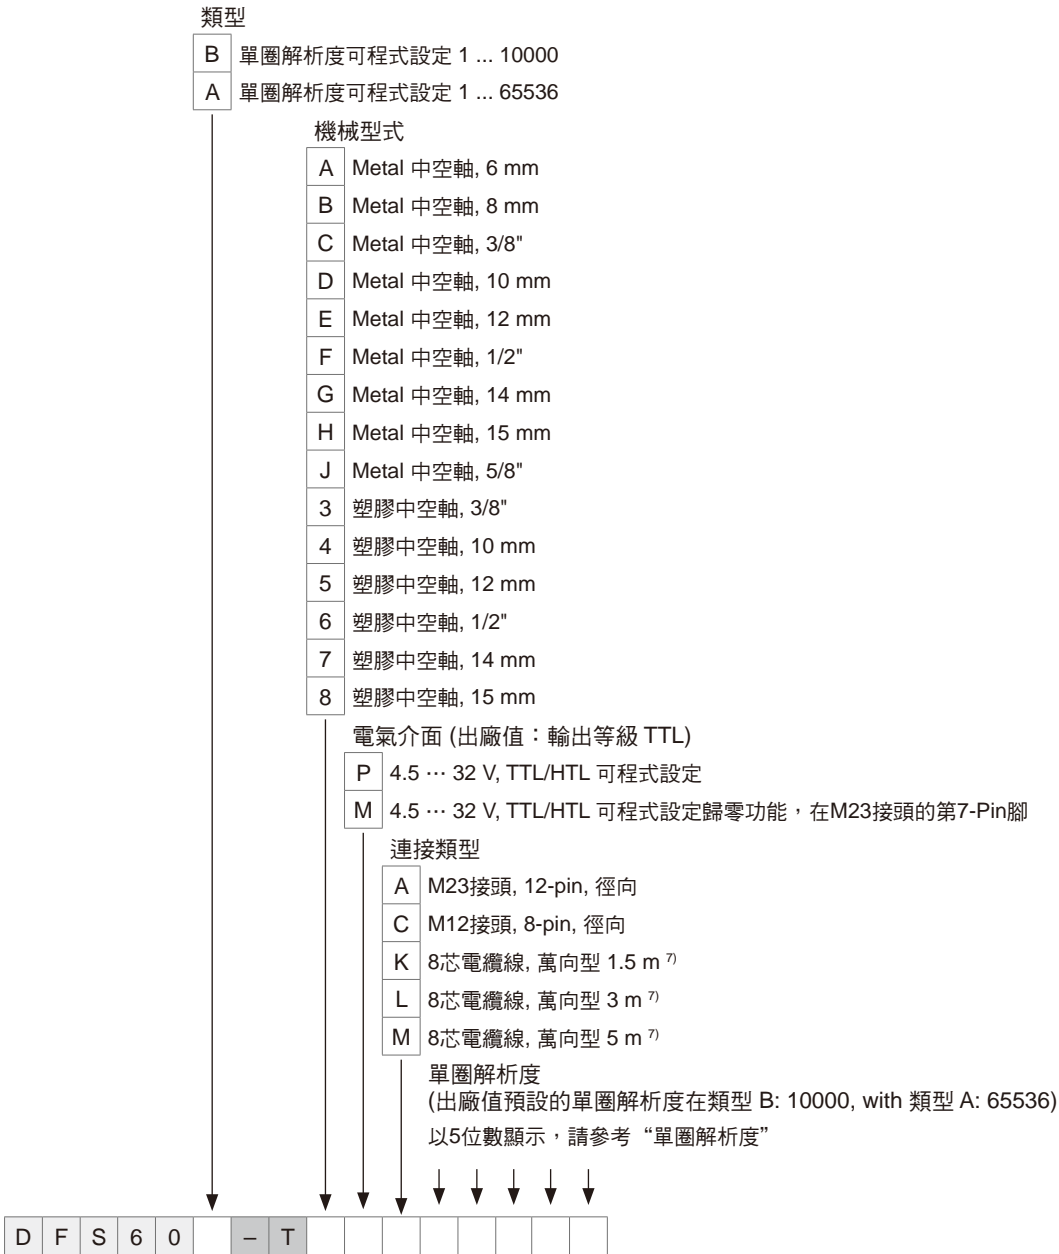 類型
B 單圈解析度可程式設定 1 ... 10000
A 單圈解析度可程式設定 1 ... 65536
機械型式
A Metal 中空軸, 6 mm
B Metal 中空軸, 8 mm
C Metal 中空軸, 3/8"
D Metal 中空軸, 10 mm
E Metal 中空軸, 12 mm
F Metal 中空軸, 1/2"
G Metal 中空軸, 14 mm
H Metal 中空軸, 15 mm
J Metal 中空軸, 5/8"
3 塑膠中空軸, 3/8"
4 塑膠中空軸, 10 mm
5 塑膠中空軸, 12 mm
6 塑膠中空軸, 1/2"
7 塑膠中空軸, 14 mm
8 塑膠中空軸, 15 mm
電氣介面 (出廠值：輸出等級 TTL)
P 4.5 ⋯ 32 V, TTL/HTL 可程式設定
M 4.5 ⋯ 32 V, TTL/HTL 可程式設定歸零功能，在M23接頭的第7-Pin腳
連接類型
A M23接頭, 12-pin, 徑向
C M12接頭, 8-pin, 徑向
K 8芯電纜線, 萬向型 1.5 m 7)
L 8芯電纜線, 萬向型 3 m 7)
M 8芯電纜線, 萬向型 5 m 7)
單圈解析度
(出廠值預設的單圈解析度在類型 B: 10000, with 類型 A: 65536)
以5位數顯示，請參考“單圈解析度”
D F S 6 0 – T